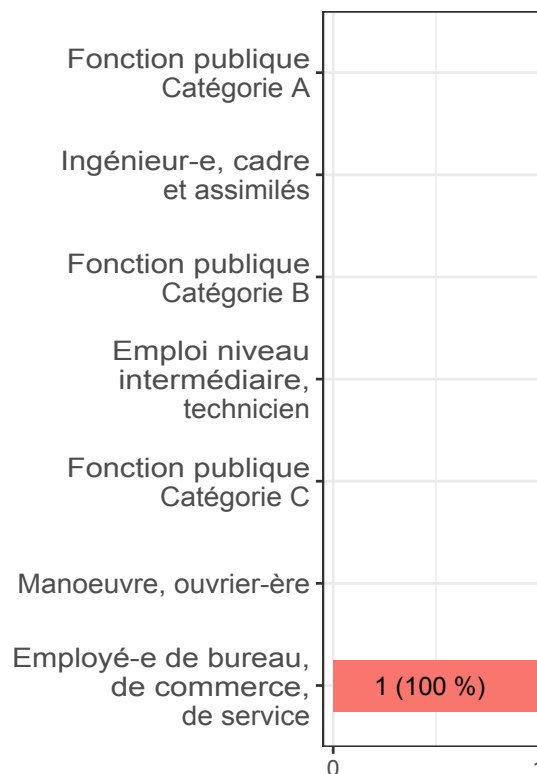 Fonction publique
Catégorie A
Ingénieur-e, cadre
et assimilés
Fonction publique
Catégorie B
Emploi niveau
intermédiaire,
technicien
Fonction publique
Catégorie C
Manoeuvre, ouvrier-ère
Employé-e de bureau,
de commerce,
de service
1 (100 %)
0 1